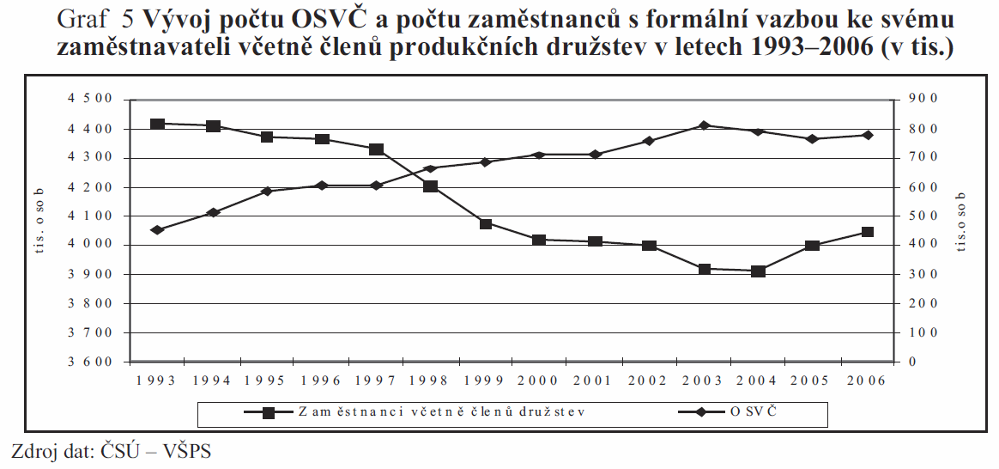 Graf 5 Vývoj počtu OSVČ a počtu zaměstnanců s formální vazbou ke svému
zaměstnavateli včetně členů produkčních družstev v letech 1993–2006 (v tis.)
4 500
4 400
4 300
4 200
4 100
4 000
3 900
3 800
3 700
3 600
tis. osob
900
800
700
600
500
400
300
200
100
0
tis.osob
1993 1994 1995 1996 1997 1998 1999 2000 2001 2002 2003 2004 2005 2006
Zaměstnanci včetně členů družstev OSVČ
Zdroj dat: ČSÚ – VŠPS